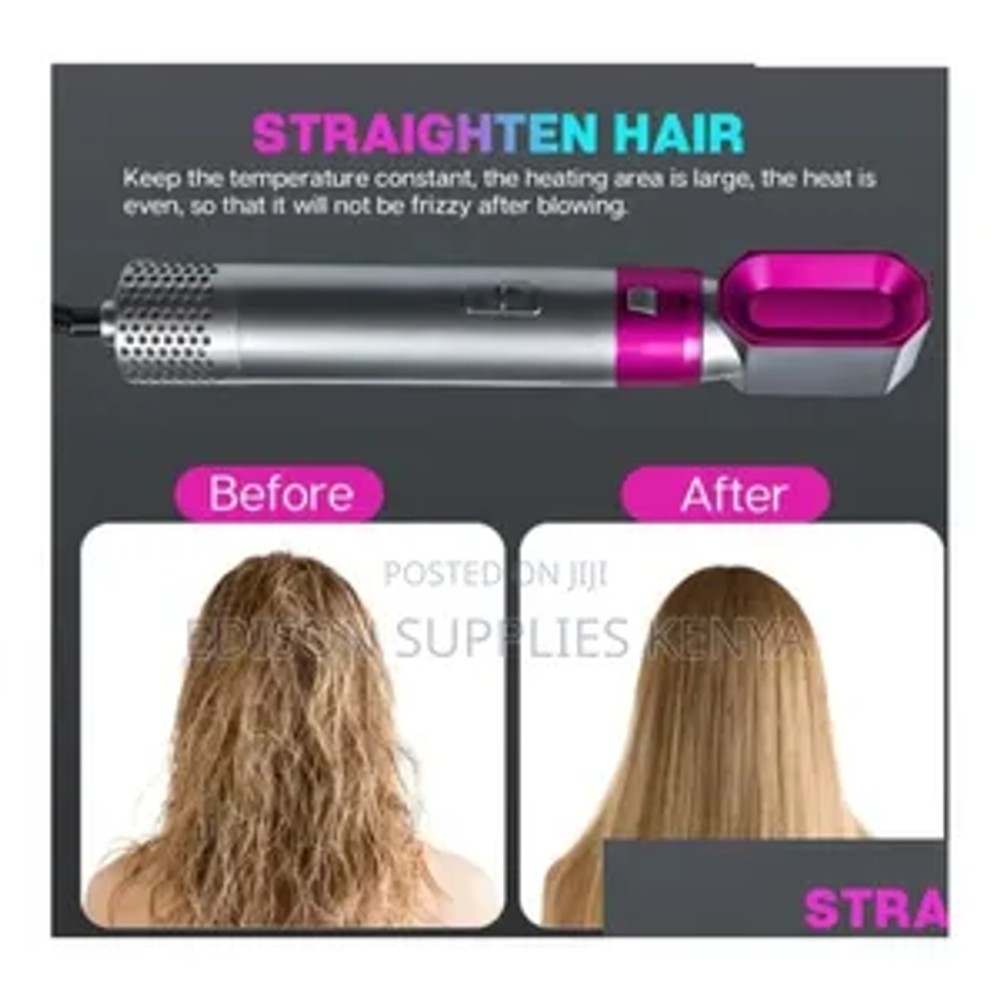 STRAIGHTEN HAIR
Keep the temperature constant, the heating area is large, the heat is
even, so that it will not be frizzy after blowing.
Before
After
POSTED ON JIJI
SUPPLIES KENYA
STRA